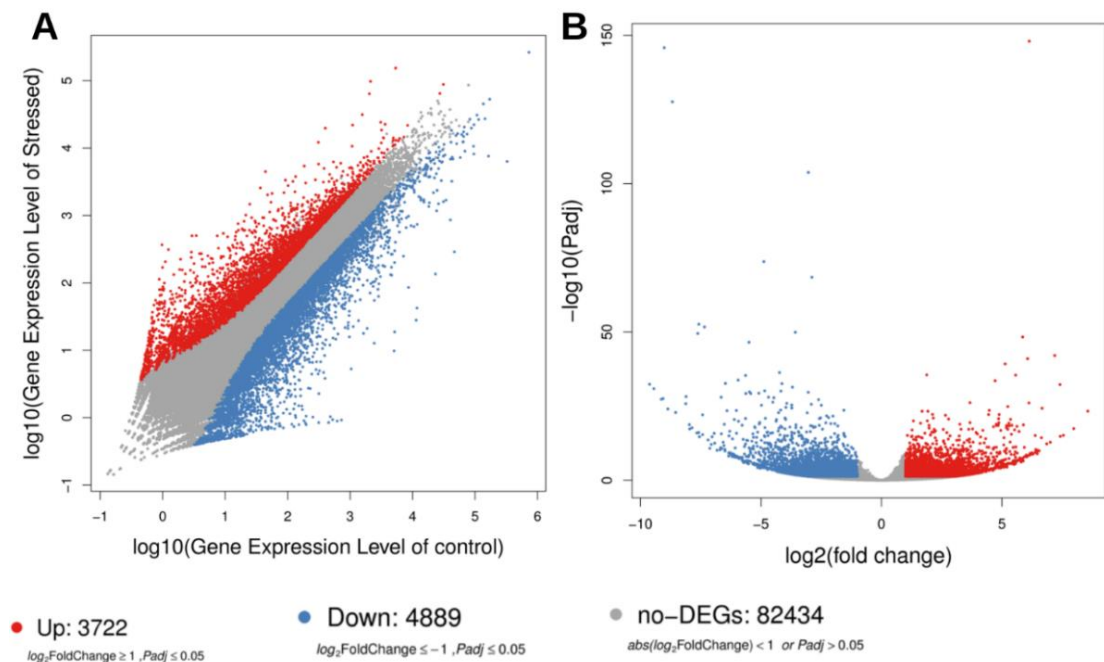 A
log10(Gene Expression Level of Stressed)
5
4
3
2
1
0
−1
−1 0 1 2 3 4 5 6
log10(Gene Expression Level of control)
B
−log10(Padj)
150
100
50
0
−10 −5 0 5
log2(fold change)
Up: 3722
log₂FoldChange ≥ 1 , Padj ≤ 0.05
Down: 4889
log₂FoldChange ≤ −1 , Padj ≤ 0.05
no-DEGs: 82434
abs(log₂FoldChange) < 1 or Padj > 0.05